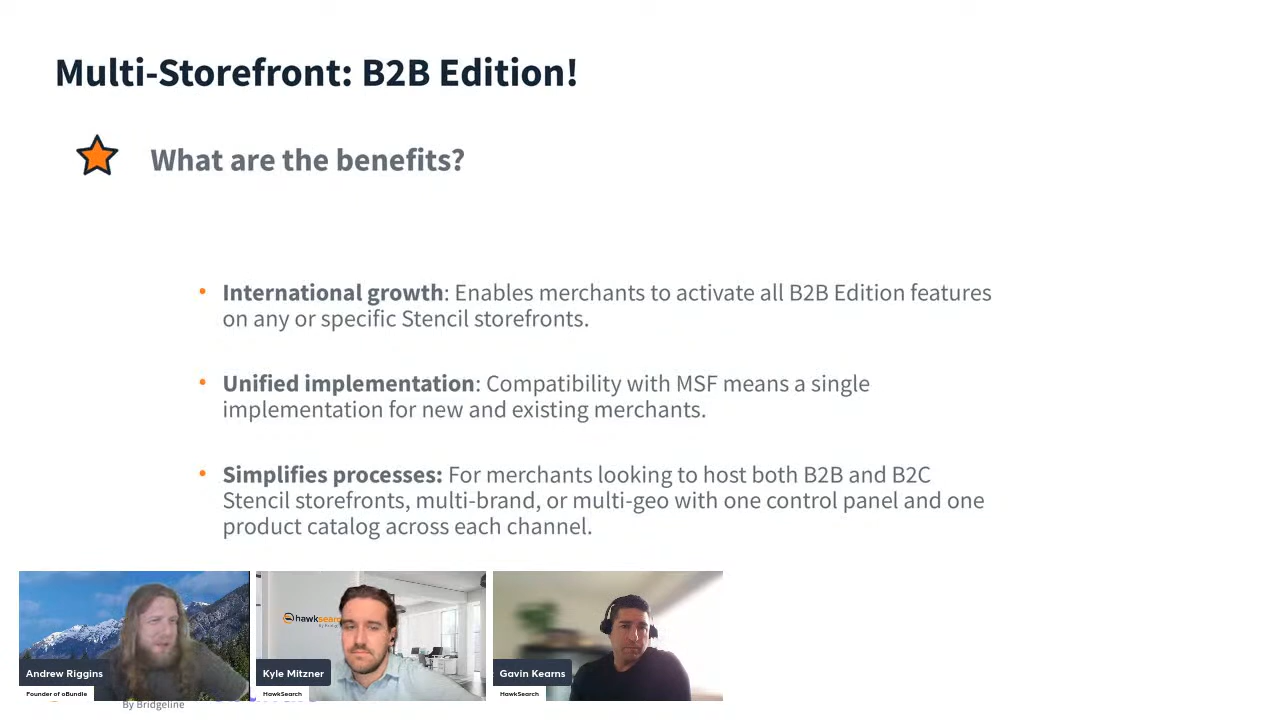 Multi-Storefront: B2B Edition!
What are the benefits?
• International growth: Enables merchants to activate all B2B Edition features
on any or specific Stencil storefronts.
• Unified implementation: Compatibility with MSF means a single
implementation for new and existing merchants.
• Simplifies processes: For merchants looking to host both B2B and B2C
Stencil storefronts, multi-brand, or multi-geo with one control panel and one
product catalog across each channel.
hawksearch
Andrew Riggins
Kyle Mitzner
Gavin Kearns
Founder of oBundle
HawkSearch
HawkSearch
By Bridgeline